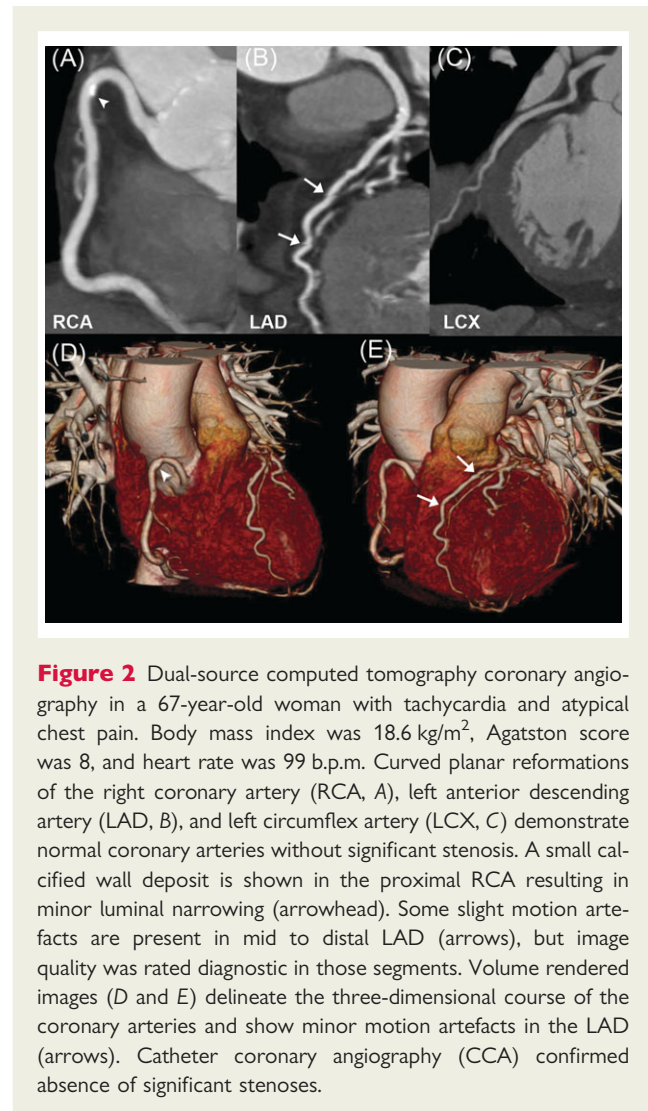 (A)
(B)
(C)
RCA
LAD
LCX
(D)
(E)
Figure 2 Dual-source computed tomography coronary angio-
graphy in a 67-year-old woman with tachycardia and atypical
chest pain. Body mass index was 18.6 kg/m², Agatston score
was 8, and heart rate was 99 b.p.m. Curved planar reformations
of the right coronary artery (RCA, A), left anterior descending
artery (LAD, B), and left circumflex artery (LCX, C) demonstrate
normal coronary arteries without significant stenosis. A small cal-
cified wall deposit is shown in the proximal RCA resulting in
minor luminal narrowing (arrowhead). Some slight motion arte-
facts are present in mid to distal LAD (arrows), but image
quality was rated diagnostic in those segments. Volume rendered
images (D and E) delineate the three-dimensional course of the
coronary arteries and show minor motion artefacts in the LAD
(arrows). Catheter coronary angiography (CCA) confirmed
absence of significant stenoses.